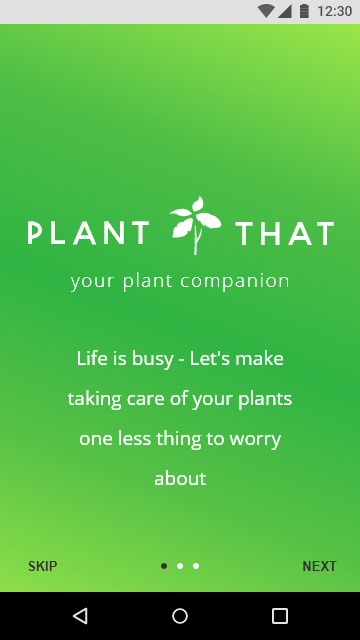 12:30
PLANT THAT
your plant companion
Life is busy - Let's make
taking care of your plants
one less thing to worry
about
SKIP NEXT